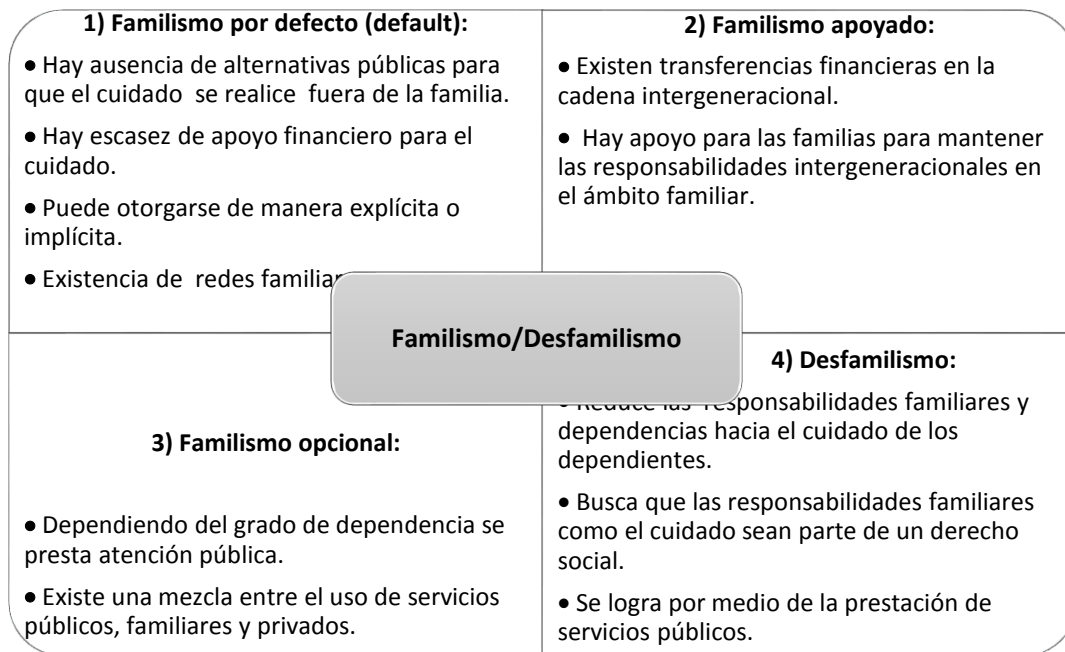 1) Familismo por defecto (default):
• Hay ausencia de alternativas públicas para
que el cuidado se realice fuera de la familia.
• Hay escasez de apoyo financiero para el
cuidado.
• Puede otorgarse de manera explícita o
implícita.
• Existencia de redes
2) Familismo apoyado:
• Existen transferencias financieras en la
cadena intergeneracional.
• Hay apoyo para las familias para mantener
las responsabilidades intergeneracionales en
el ámbito familiar.
Familismo/Desfamilismo
3) Familismo opcional:
• Dependiendo del grado de dependencia se
presta atención pública.
• Existe una mezcla entre el uso de servicios
públicos, familiares y privados.
4) Desfamilismo:
• Reduce las responsabilidades familiares y
dependencias hacia el cuidado de los
dependientes.
• Busca que las responsabilidades familiares
como el cuidado sean parte de un derecho
social.
• Se logra por medio de la prestación de
servicios públicos.